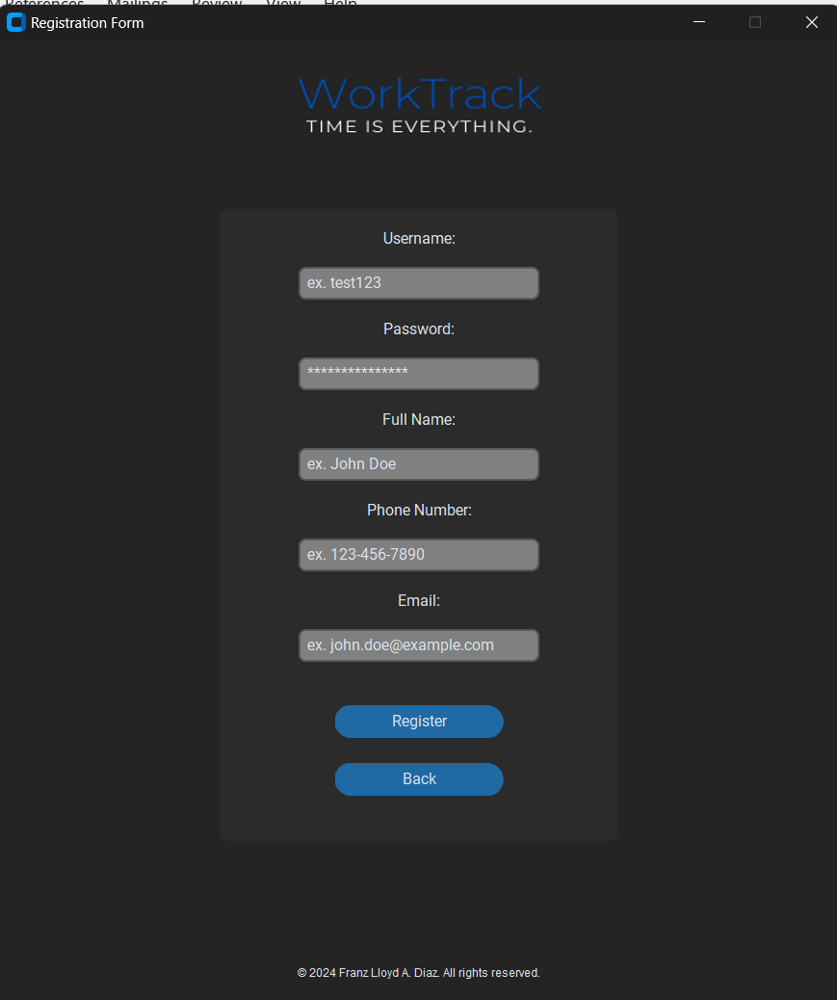 References Mailings Review View Help
Registration Form
WorkTrack
TIME IS EVERYTHING.
Username:
ex. test123
Password:
***************
Full Name:
ex. John Doe
Phone Number:
ex. 123-456-7890
Email:
ex. john.doe@example.com
Register
Back
© 2024 Franz Lloyd A. Diaz. All rights reserved.